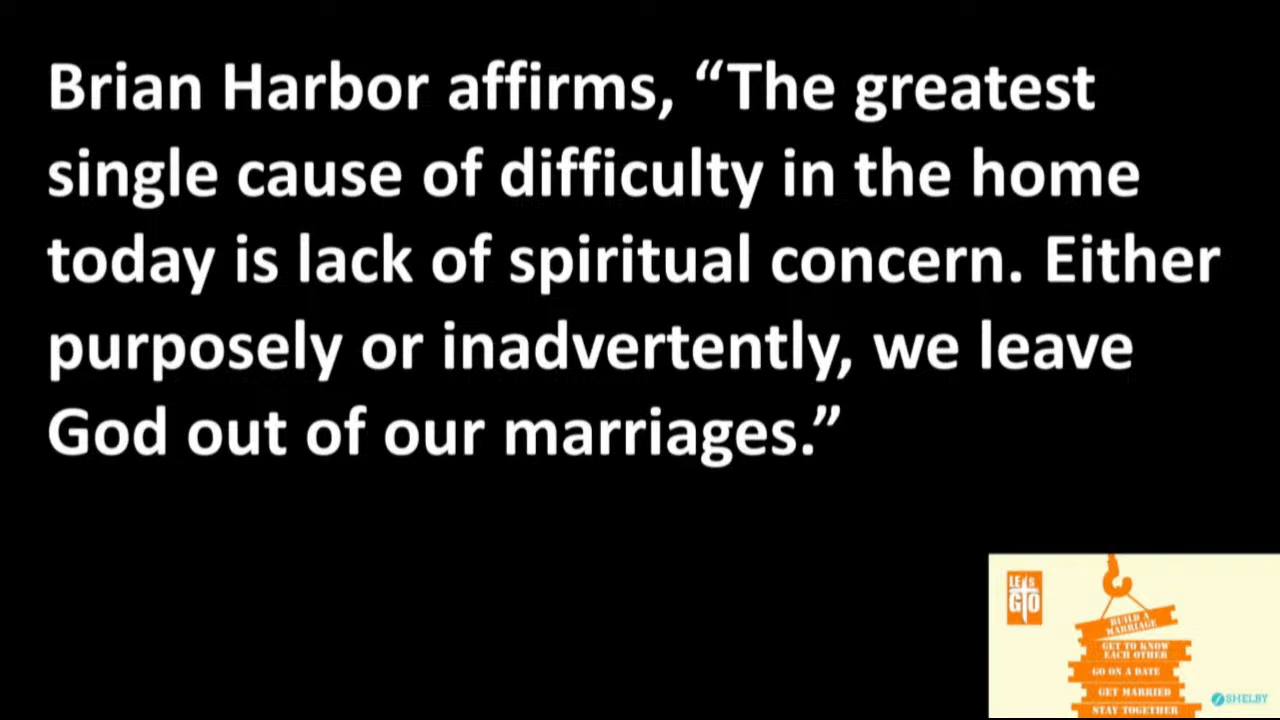 Brian Harbor affirms, “The greatest
single cause of difficulty in the home
today is lack of spiritual concern. Either
purposely or inadvertently, we leave
God out of our marriages.”
LETS
GO
BUILD A
MARRIAGE
GET TO KNOW
EACH OTHER
GO ON A DATE
GET MARRIED
STAY TOGETHER
SHELBY